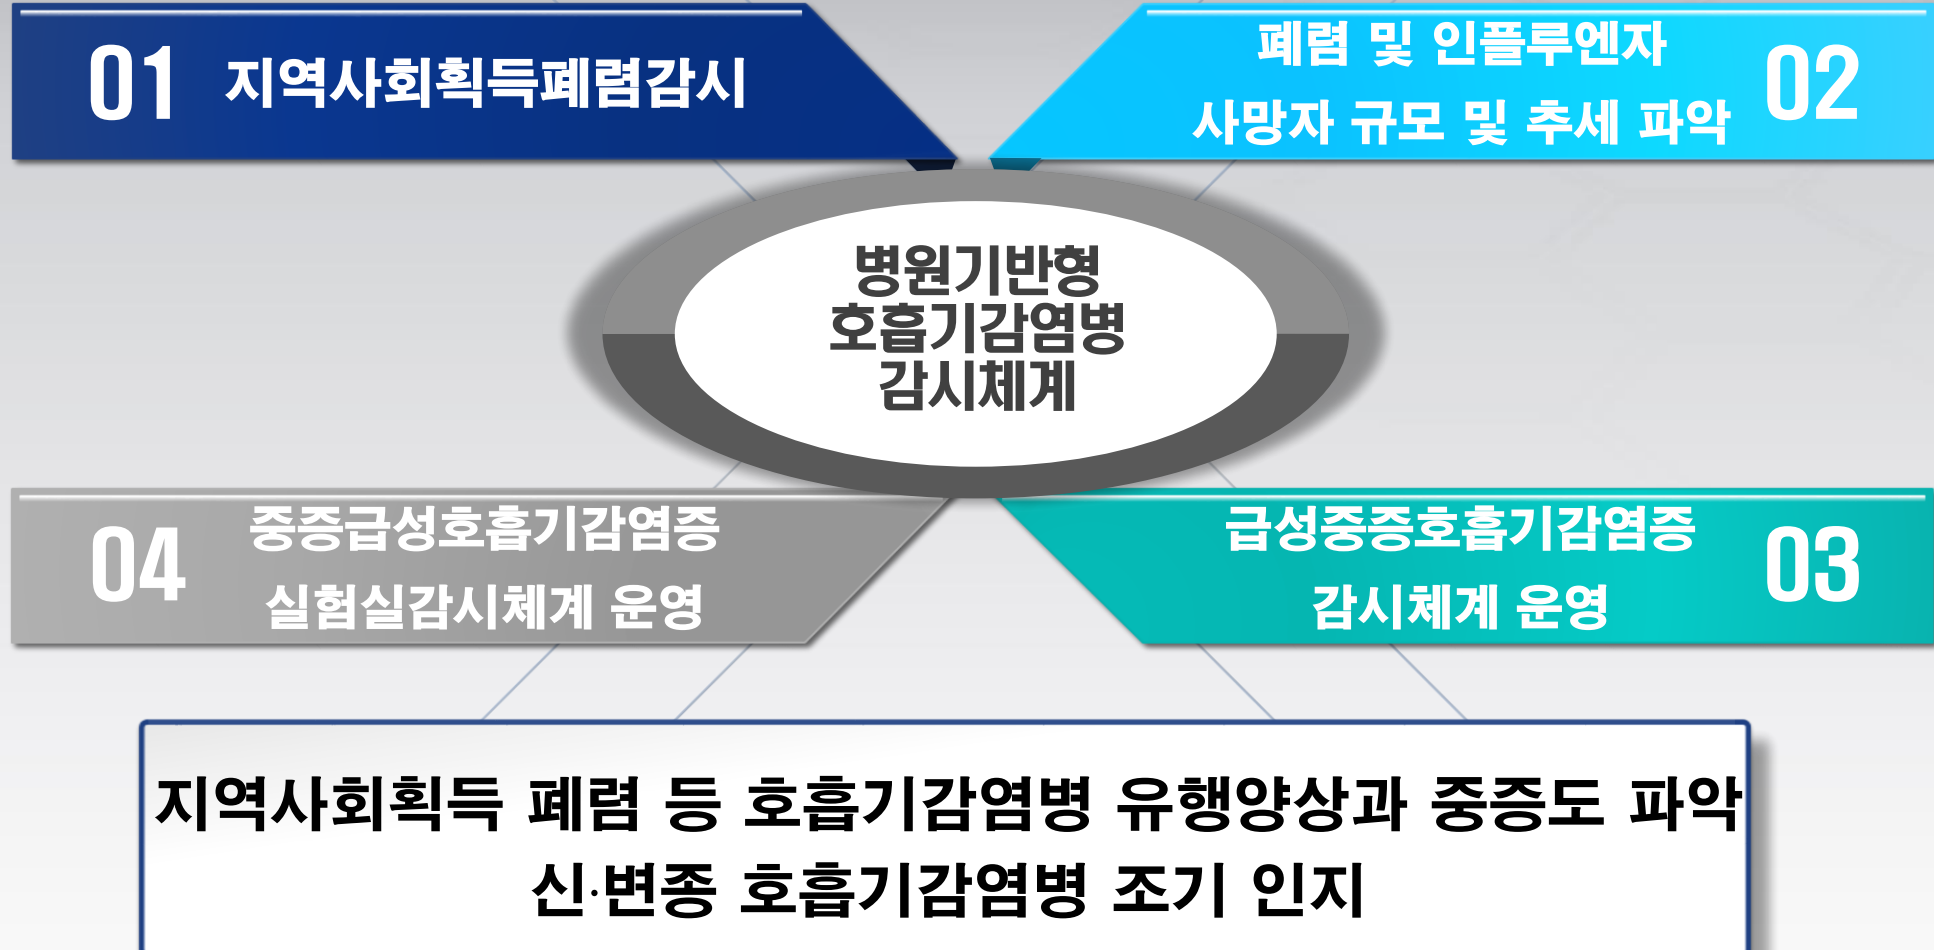 01 지역사회획득폐렴감시
폐렴 및 인플루엔자
사망자 규모 및 추세 파악
02
병원기반형
호흡기감염병
감시체계
04
중증급성호흡기감염증
실험실감시체계 운영
급성중증호흡기감염증
감시체계 운영
03
지역사회획득 폐렴 등 호흡기감염병 유행양상과 중증도 파악
신·변종 호흡기감염병 조기 인지